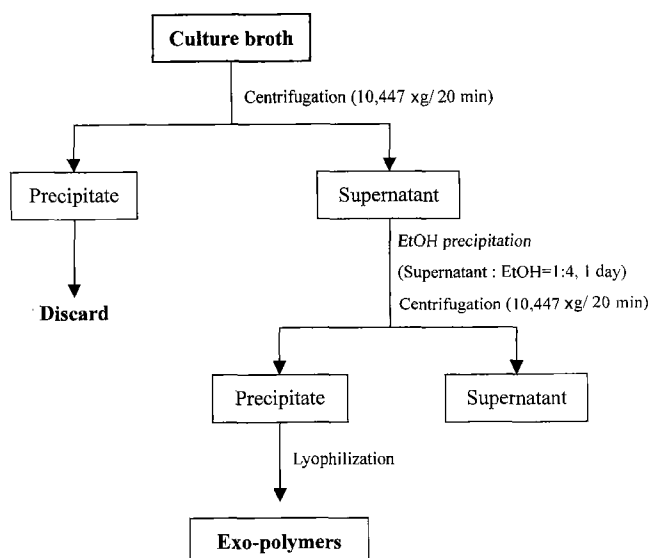 Culture broth
Centrifugation (10,447 xg/ 20 min)
Precipitate
Supernatant
EtOH precipitation
(Supernatant : EtOH=1:4, 1 day)
Discard
Centrifugation (10,447 xg/ 20 min)
Precipitate
Supernatant
Lyophilization
Exo-polymers